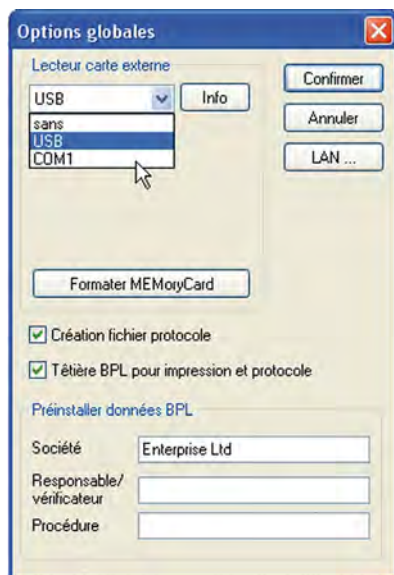 Options globales
Lecteur carte externe
USB
Info
sans
USB
COM1
Confirmer
Annuler
LAN ...
Formater MEMoryCard
Création fichier protocole
Têtière BPL pour impression et protocole
Préinstaller données BPL
Société
Enterprise Ltd
Responsable/
vérificateur
Procédure